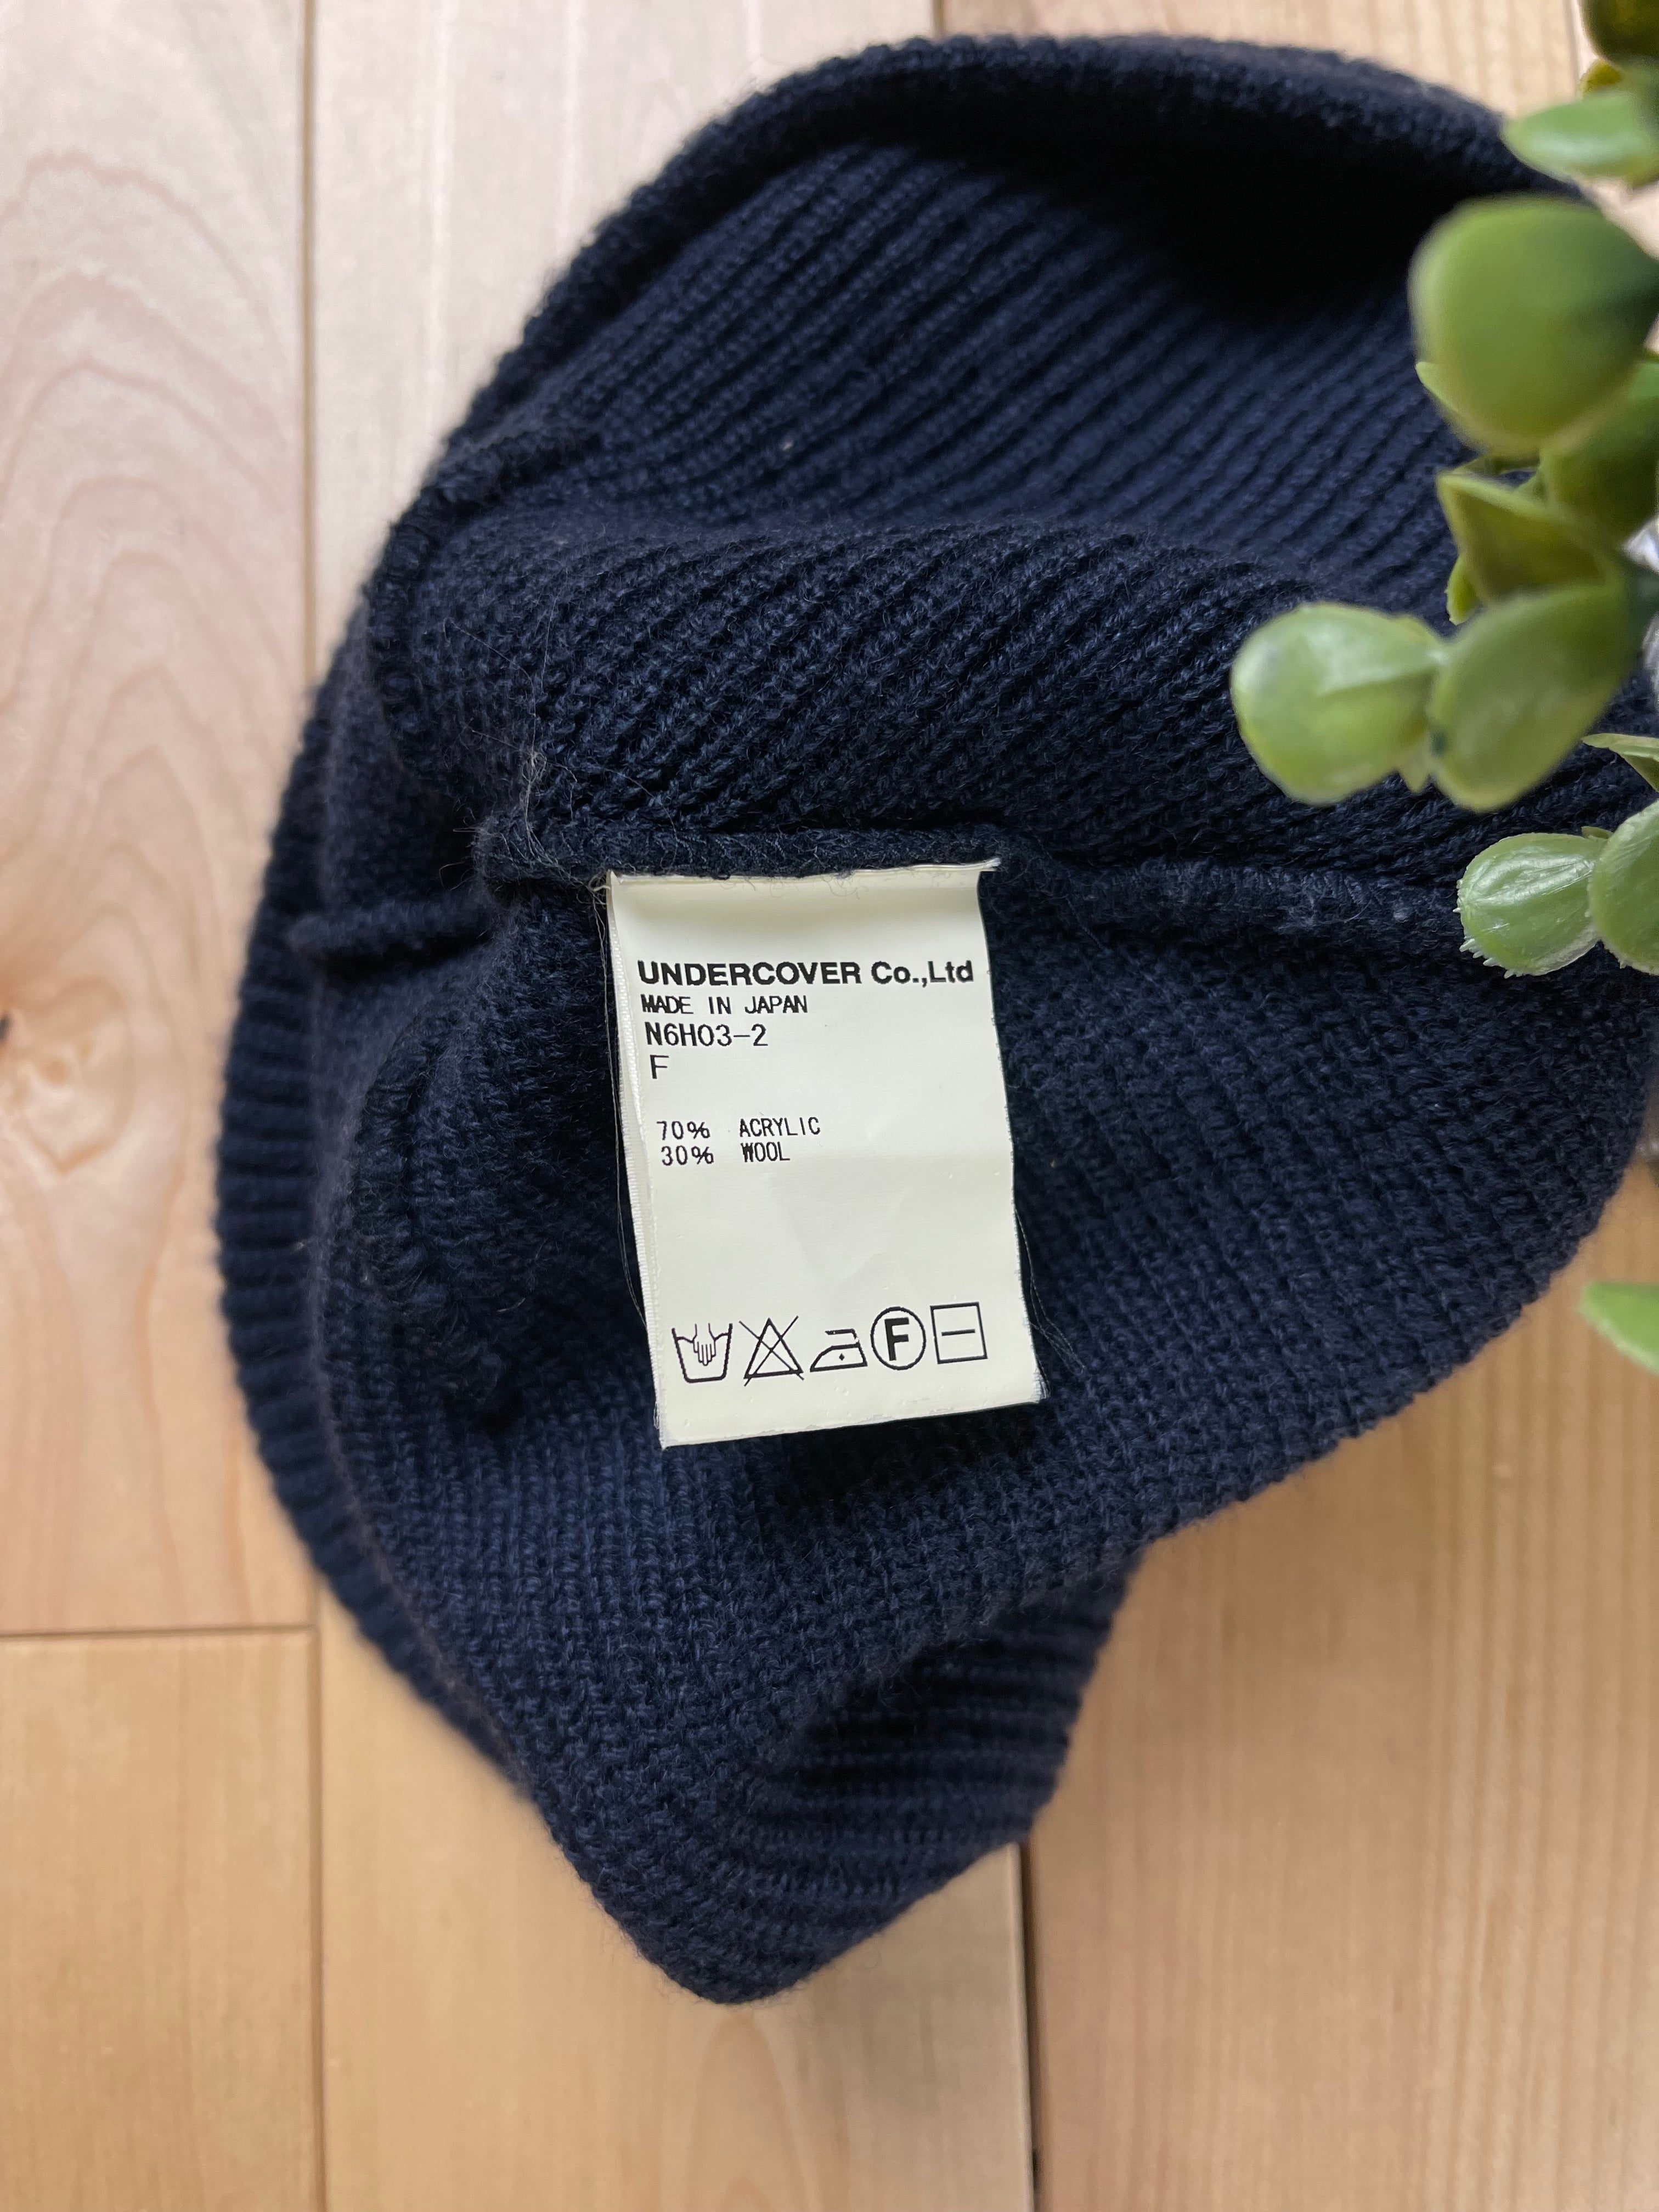 UNDERCOVER Co.,Ltd
MADE IN JAPAN
N6H03-2
F
70% ACRYLIC
30% WOOL
F